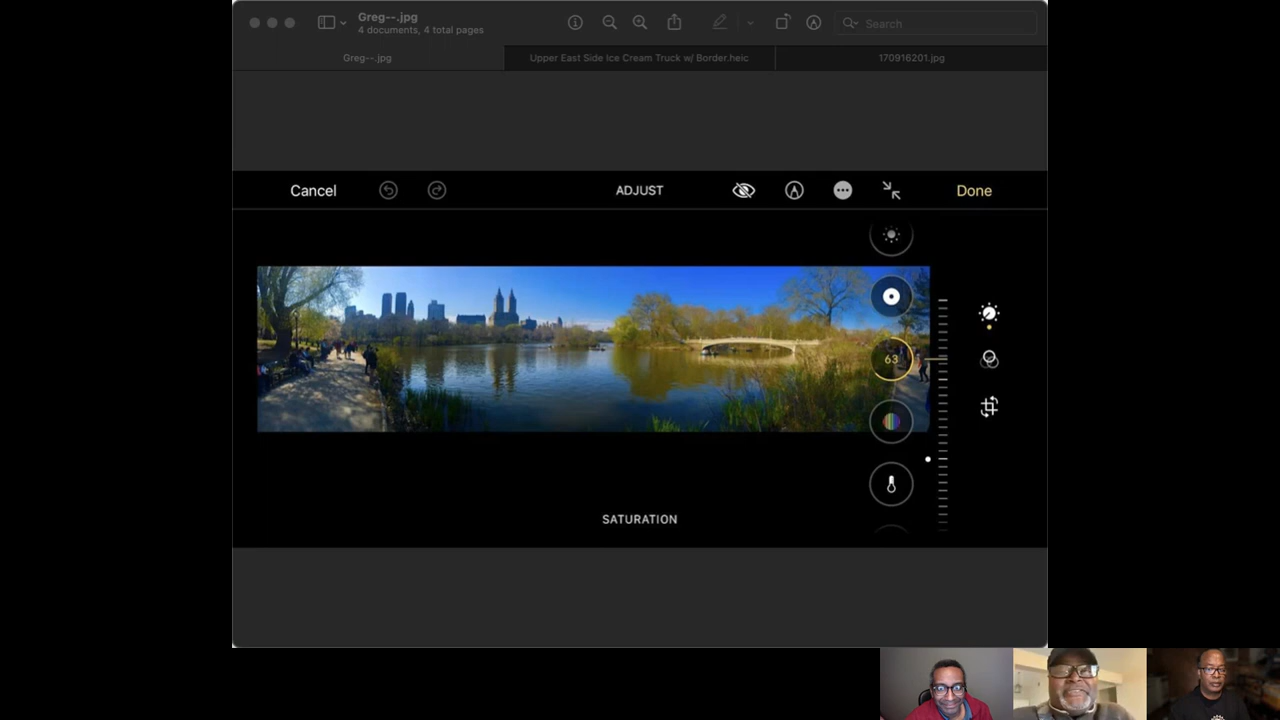 Greg--.jpg
4 documents, 4 total pages
Search
Greg--.jpg
Upper East Side Ice Cream Truck w/ Border.heic
170916201.jpg
Cancel
ADJUST
Done
63
SATURATION